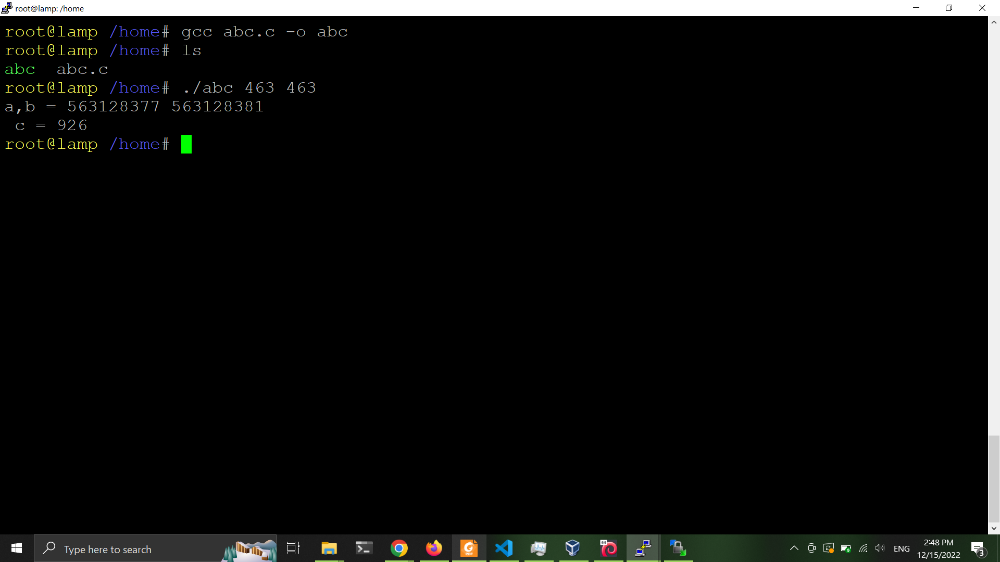 root@lamp: /home
root@lamp /home# gcc abc.c -o abc
root@lamp /home# ls
abc  abc.c
root@lamp /home# ./abc 463 463
a,b = 563128377 563128381
 c = 926
root@lamp /home#
Type here to search
PDF
64
ENG
2:48 PM
12/15/2022
3